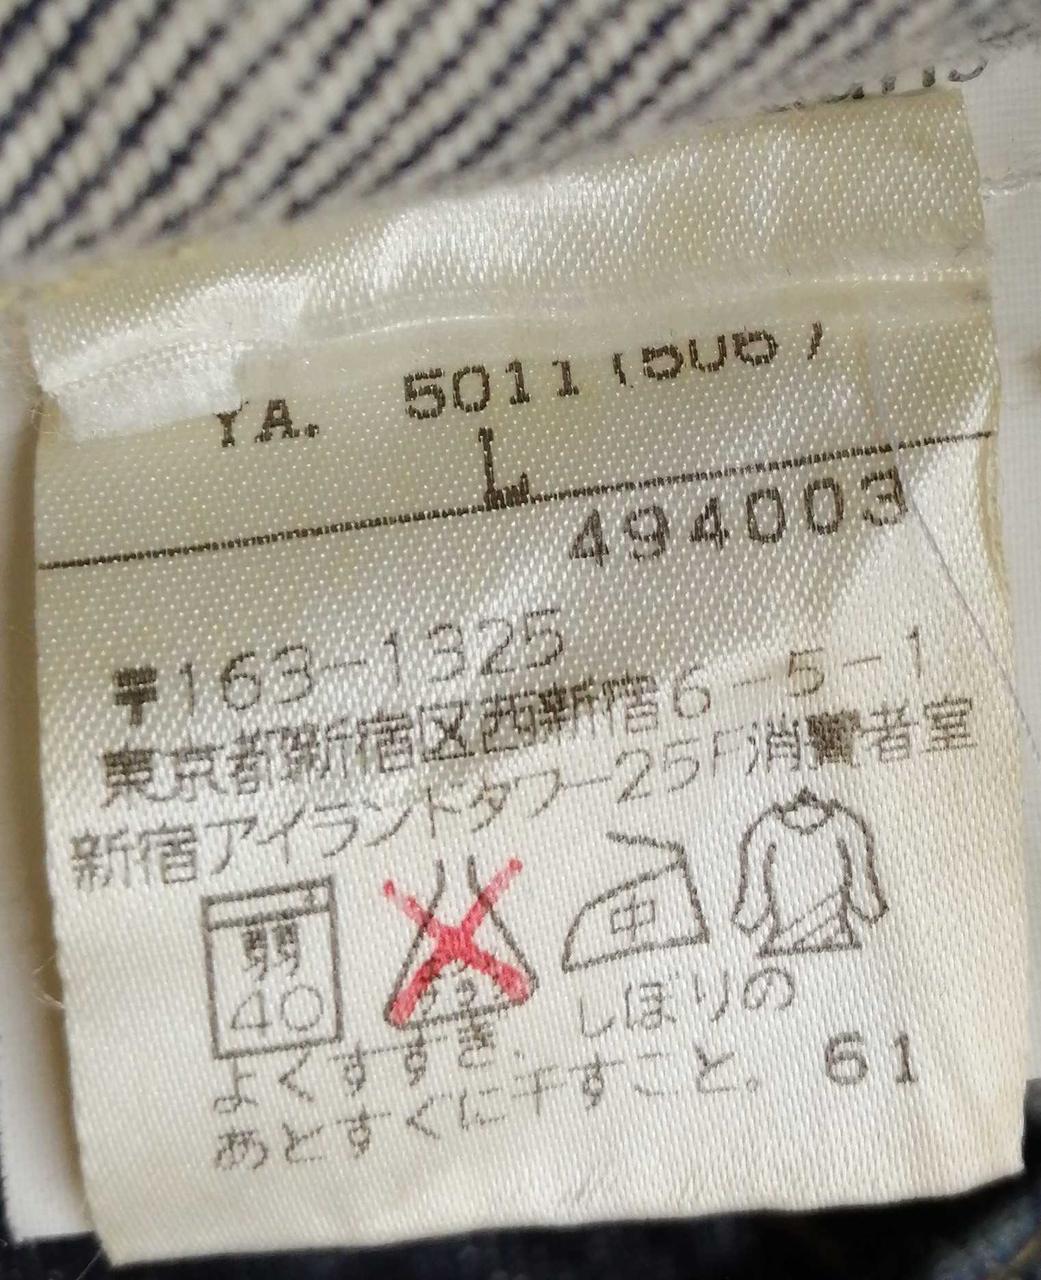 YA. 5011 (506)
494003
〒163-1325
東京都新宿区西新宿6-5-1
新宿アイランドタワー25F消費者室
弱
40
中
しぼりの
よくすすぎ、
あとすぐに干すこと。 61